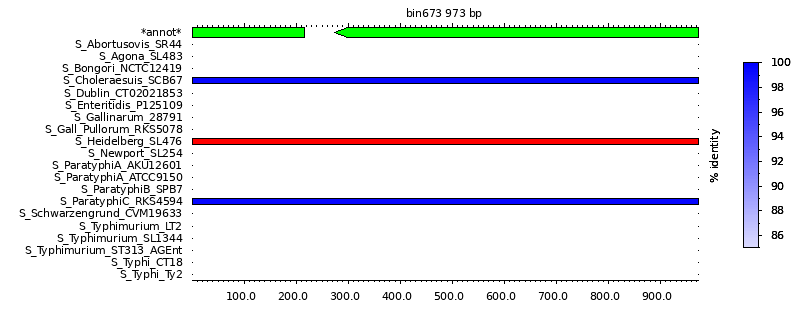 bin673 973 bp
*annot*
S_Abortusovis_SR44
S_Agona_SL483
S_Bongori_NCTC12419
S_Choleraesuis_SCB67
S_Dublin_CT02021853
S_Enteritidis_P125109
S_Gallinarum_28791
S_Gall_Pullorum_RKS5078
S_Heidelberg_SL476
S_Newport_SL254
S_ParatyphiA_AKU12601
S_ParatyphiA_ATCC9150
S_ParatyphiB_SPB7
S_ParatyphiC_RKS4594
S_Schwarzengrund_CVM19633
S_Typhimurium_LT2
S_Typhimurium_SL1344
S_Typhimurium_ST313_AGEnt
S_Typhi_CT18
S_Typhi_Ty2
100.0 200.0 300.0 400.0 500.0 600.0 700.0 800.0 900.0
% identity
100
98
96
94
92
90
88
86